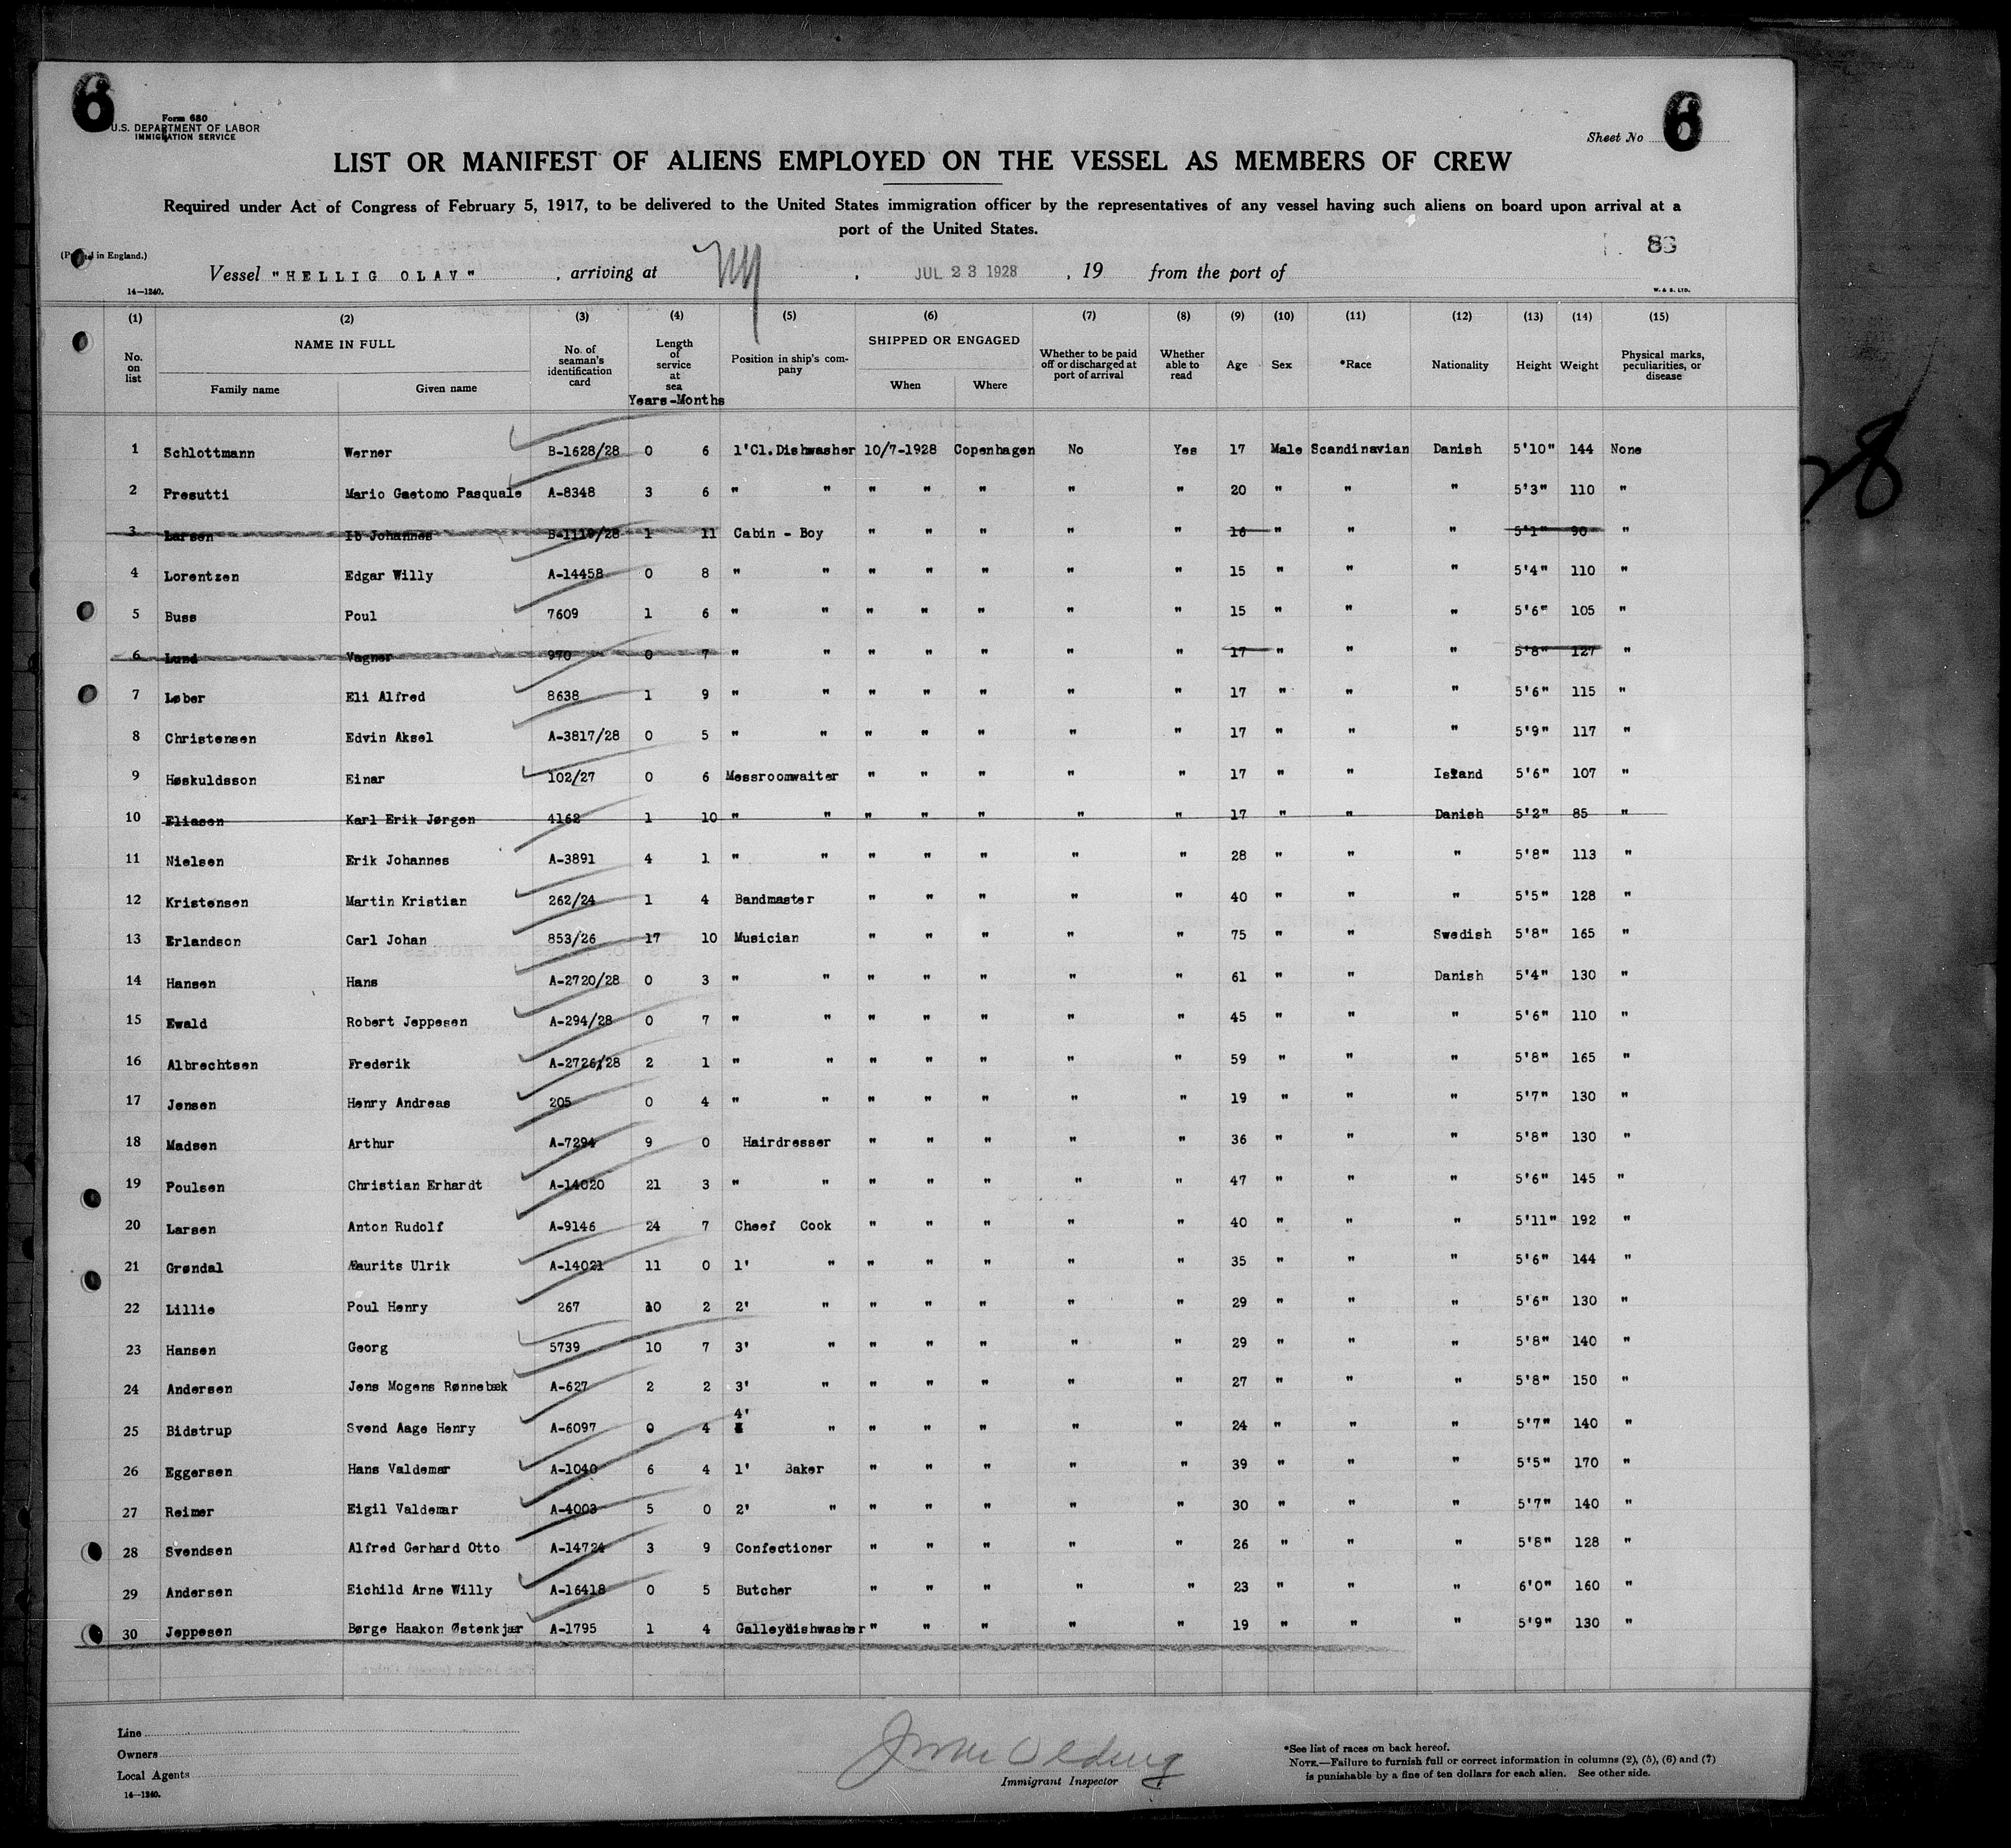 6
Form 680
U.S. DEPARTMENT OF LABOR
IMMIGRATION SERVICE
Sheet No 6
LIST OR MANIFEST OF ALIENS EMPLOYED ON THE VESSEL AS MEMBERS OF CREW
Required under Act of Congress of February 5, 1917, to be delivered to the United States immigration officer by the representatives of any vessel having such aliens on board upon arrival at a
port of the United States.
(Printed in England.)
Vessel "HELLIG OLAV", arriving at NY, JUL 23 1928, 19 from the port of
14—1240. W. & S. LTD.
(1) (2) (3) (4) (5) (6) (7) (8) (9) (10) (11) (12) (13) (14) (15)
No. on list NAME IN FULL Family name Given name No. of seaman's identification card Length of service at sea Years-Months Position in ship's company SHIPPED OR ENGAGED When Where Whether to be paid off or discharged at port of arrival Whether able to read Age Sex *Race Nationality Height Weight Physical marks, peculiarities, or disease
1 Schlottmann Werner B-1628/28 0 6 1'Cl.Dishwasher 10/7-1928 Copenhagen No Yes 17 Male Scandinavian Danish 5'10" 144 None
2 Presutti Mario Gaetomo Pasquale A-8348 3 6 " " " " " " " 20 " " " 5'3" 110 "
3 Larsen Ib Johannes B-1119/28 1 11 Cabin - Boy " " " " " 16 " " " 5'1" 90 "
4 Lorentzen Edgar Willy A-14458 0 8 " " " " " " " 15 " " " 5'4" 110 "
5 Buss Poul 7609 1 6 " " " " " " " 15 " " " 5'6" 105 "
6 Lund Vagner 970 0 7 " " " " " " " 17 " " " 5'8" 127 "
7 Løber Eli Alfred 8638 1 9 " " " " " " " 17 " " " 5'6" 115 "
8 Christensen Edvin Aksel A-3817/28 0 5 " " " " " " " 17 " " " 5'9" 117 "
9 Høskuldsson Einar 102/27 0 6 Messroomwaiter " " " " " 17 " " Island 5'6" 107 "
10 Eliasen Karl Erik Jørgen 4162 1 10 " " " " " " " 17 " " Danish 5'2" 85 "
11 Nielsen Erik Johannes A-3891 4 1 " " " " " " " 28 " " " 5'8" 113 "
12 Kristensen Martin Kristian 262/24 1 4 Bandmaster " " " " " 40 " " " 5'5" 128 "
13 Erlandson Carl Johan 853/26 17 10 Musician " " " " " 75 " " Swedish 5'8" 165 "
14 Hansen Hans A-2720/28 0 3 " " " " " " " 61 " " Danish 5'4" 130 "
15 Ewald Robert Jeppesen A-294/28 0 7 " " " " " " " 45 " " " 5'6" 110 "
16 Albrechtsen Frederik A-2726/28 2 1 " " " " " " " 59 " " " 5'8" 165 "
17 Jensen Henry Andreas 205 0 4 " " " " " " " 19 " " " 5'7" 130 "
18 Madsen Arthur A-7294 9 0 Hairdresser " " " " " 36 " " " 5'8" 130 "
19 Poulsen Christian Erhardt A-14020 21 3 " " " " " " " 47 " " " 5'6" 145 "
20 Larsen Anton Rudolf A-9146 24 7 Cheef Cook " " " " " 40 " " " 5'11" 192 "
21 Grøndal Æaurits Ulrik A-14021 11 0 1' " " " " " " 35 " " " 5'6" 144 "
22 Lillie Poul Henry 267 10 2 2' " " " " " " 29 " " " 5'6" 130 "
23 Hansen Georg 5739 10 7 3' " " " " " " 29 " " " 5'8" 140 "
24 Andersen Jens Mogens Rønnebæk A-627 2 2 3' " " " " " " 27 " " " 5'8" 150 "
25 Bidstrup Svend Aage Henry A-6097 0 4 4' " " " " " " 24 " " " 5'7" 140 "
26 Eggersen Hans Valdemar A-1040 6 4 1' Baker " " " " " 39 " " " 5'5" 170 "
27 Reimer Eigil Valdemar A-4003 5 0 2' " " " " " " 30 " " " 5'7" 140 "
28 Svendsen Alfred Gerhard Otto A-14724 3 9 Confectioner " " " " " 26 " " " 5'8" 128 "
29 Andersen Eichild Arne Willy A-16418 0 5 Butcher " " " " " 23 " " " 6'0" 160 "
30 Jeppesen Børge Haakon Østenkjær A-1795 1 4 Galleydishwasher " " " " " 19 " " " 5'9" 130 "
Line
Owners
Local Agents
14—1240.
Immigrant Inspector
*See list of races on back hereof.
NOTE.—Failure to furnish full or correct information in columns (2), (5), (6) and (7)
is punishable by a fine of ten dollars for each alien. See other side.
28